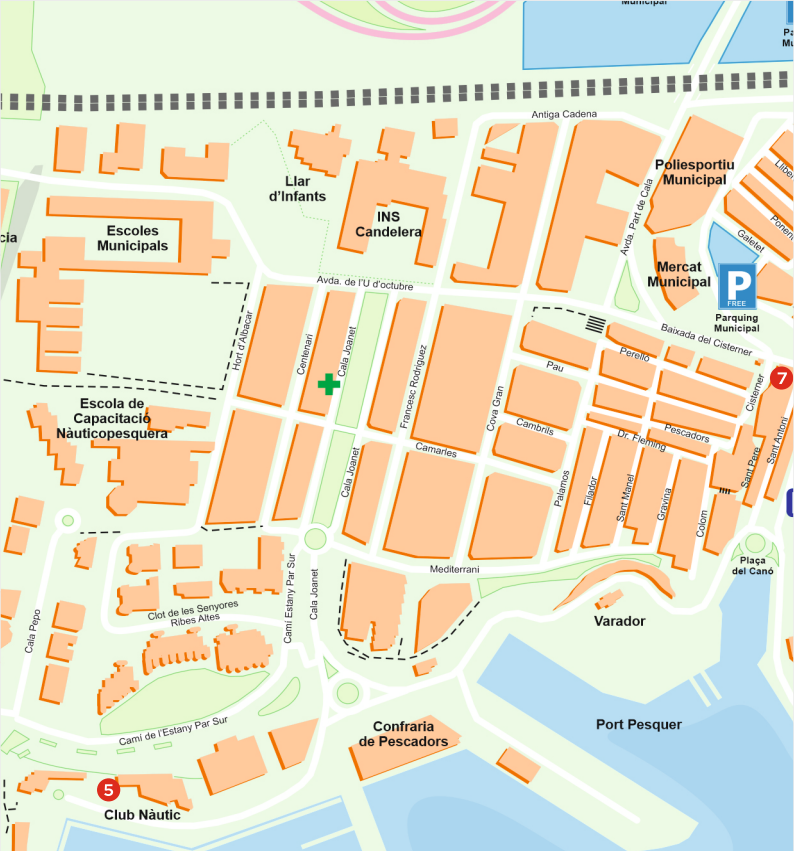 Municipal
Antiga Cadena
Poliesportiu
Municipal
Llar
d'Infants
INS
Candelera
Escoles
Municipals
cia
Avda. Part de Cala
Ponent
Galetet
Mercat
Municipal
P
FREE
Parquing
Municipal
Avda. de l'U d'octubre
Hort d'Albacar
Centenari
Cala Joanet
Francesc Rodríguez
Cova Gran
Baixada del Cisterner
Perelló
Pau
7
Cisterner
Escola de
Capacitació
Nàuticopesquera
Cambrils
Pescadors
Dr. Fleming
Camarles
Sant Antoni
Sant Pere
Cala Joanet
Palamos
Filador
Sant Manel
Gravina
Colom
Mediterrani
Plaça
del Canó
Camí Estany Par Sur
Cala Joanet
Clot de les Senyores
Ribes Altes
Cala Pepo
Varador
Camí de l'Estany Par Sur
Confraria
de Pescadors
Port Pesquer
5
Club Nàutic